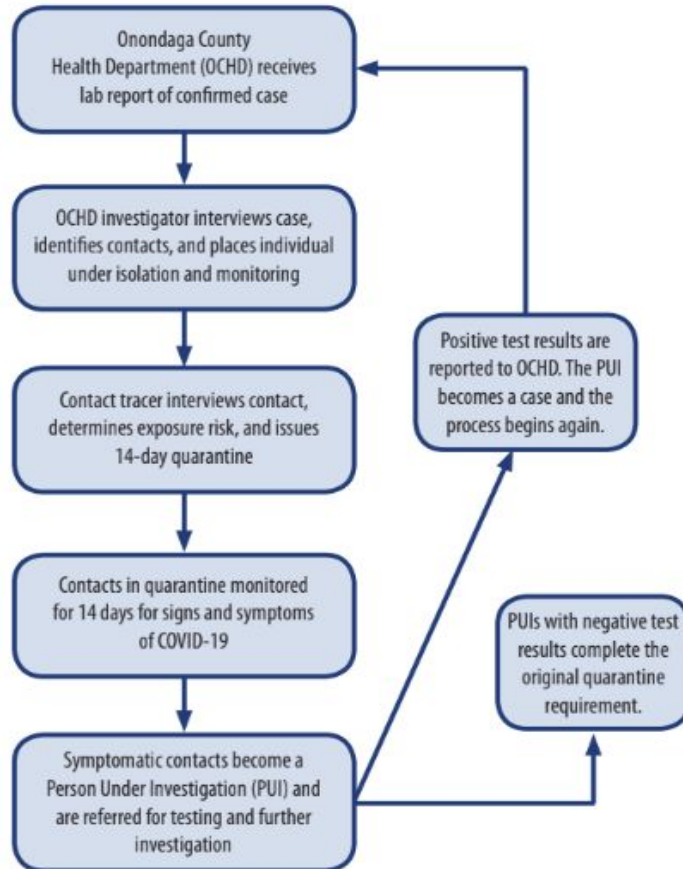 Onondaga County
Health Department (OCHD) receives
lab report of confirmed case
OCHD investigator interviews case,
identifies contacts, and places individual
under isolation and monitoring
Contact tracer interviews contact,
determines exposure risk, and issues
14-day quarantine
Contacts in quarantine monitored
for 14 days for signs and symptoms
of COVID-19
Symptomatic contacts become a
Person Under Investigation (PUI) and
are referred for testing and further
investigation
Positive test results are
reported to OCHD. The PUI
becomes a case and the
process begins again.
PUIs with negative test
results complete the
original quarantine
requirement.